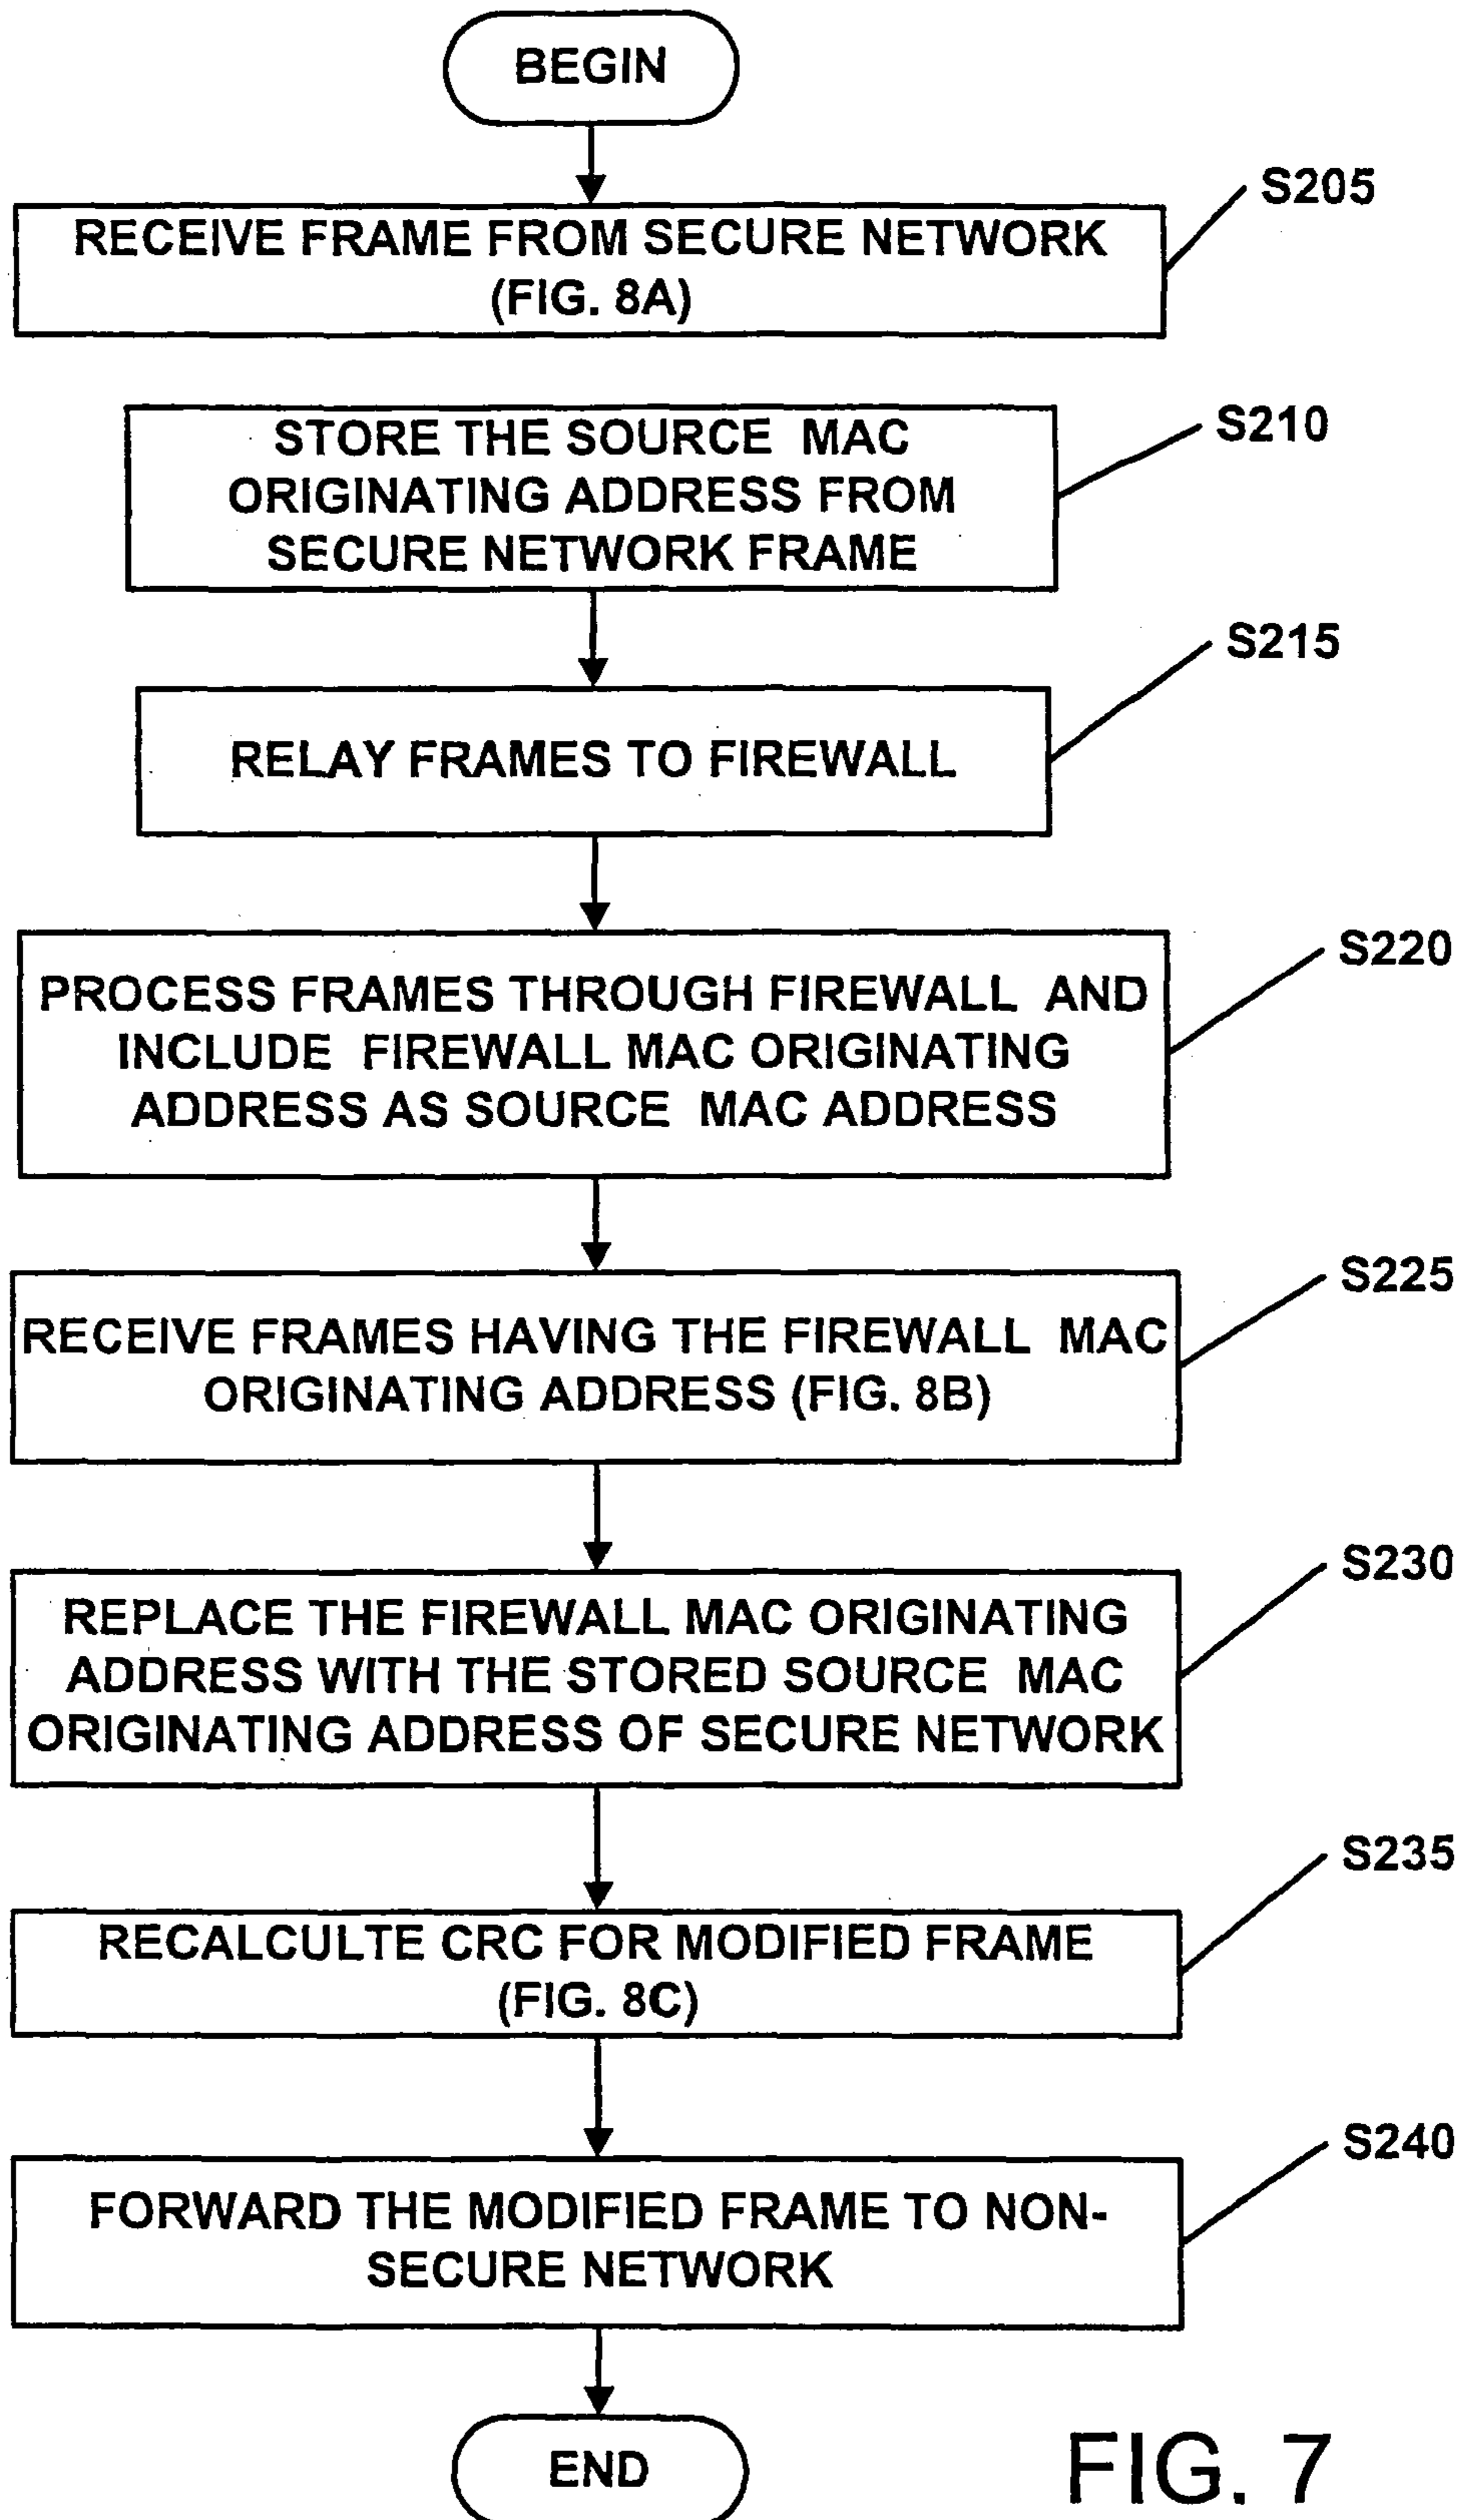 BEGIN
S205
RECEIVE FRAME FROM SECURE NETWORK
(FIG. 8A)
S210
STORE THE SOURCE MAC
ORIGINATING ADDRESS FROM
SECURE NETWORK FRAME
S215
RELAY FRAMES TO FIREWALL
S220
PROCESS FRAMES THROUGH FIREWALL AND
INCLUDE FIREWALL MAC ORIGINATING
ADDRESS AS SOURCE MAC ADDRESS
S225
RECEIVE FRAMES HAVING THE FIREWALL MAC
ORIGINATING ADDRESS (FIG. 8B)
S230
REPLACE THE FIREWALL MAC ORIGINATING
ADDRESS WITH THE STORED SOURCE MAC
ORIGINATING ADDRESS OF SECURE NETWORK
S235
RECALCULTE CRC FOR MODIFIED FRAME
(FIG. 8C)
S240
FORWARD THE MODIFIED FRAME TO NON-
SECURE NETWORK
END
FIG. 7